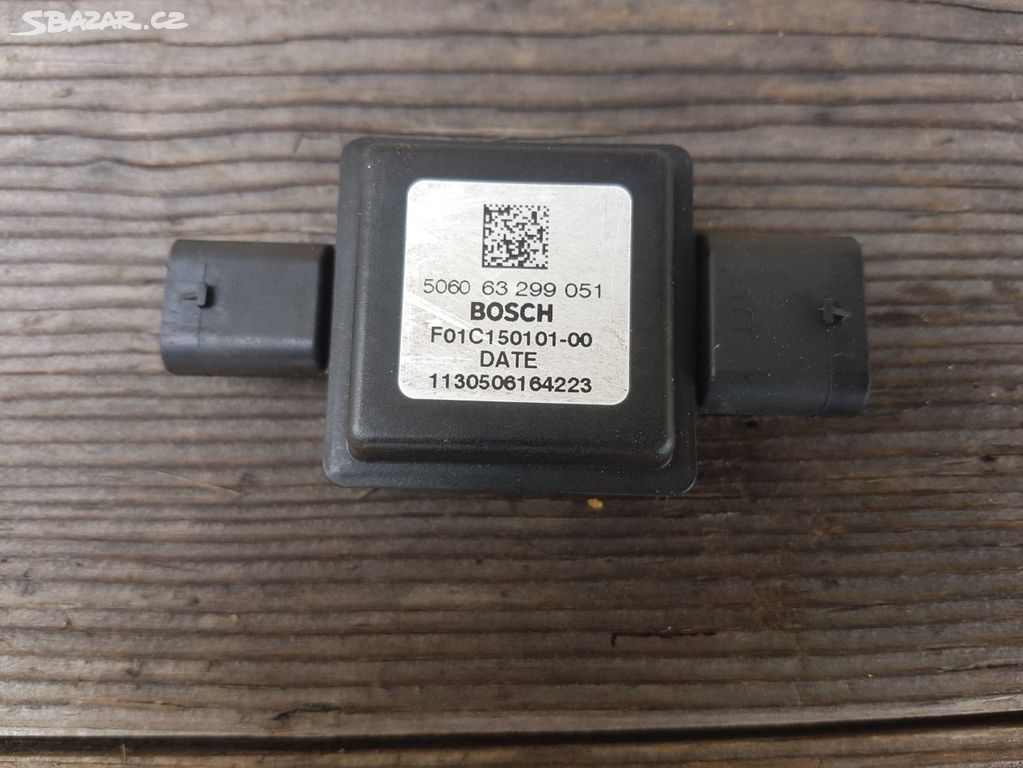 SBAZAR.CZ
5060 63 299 051
BOSCH
F01C150101-00
DATE
1130506164223